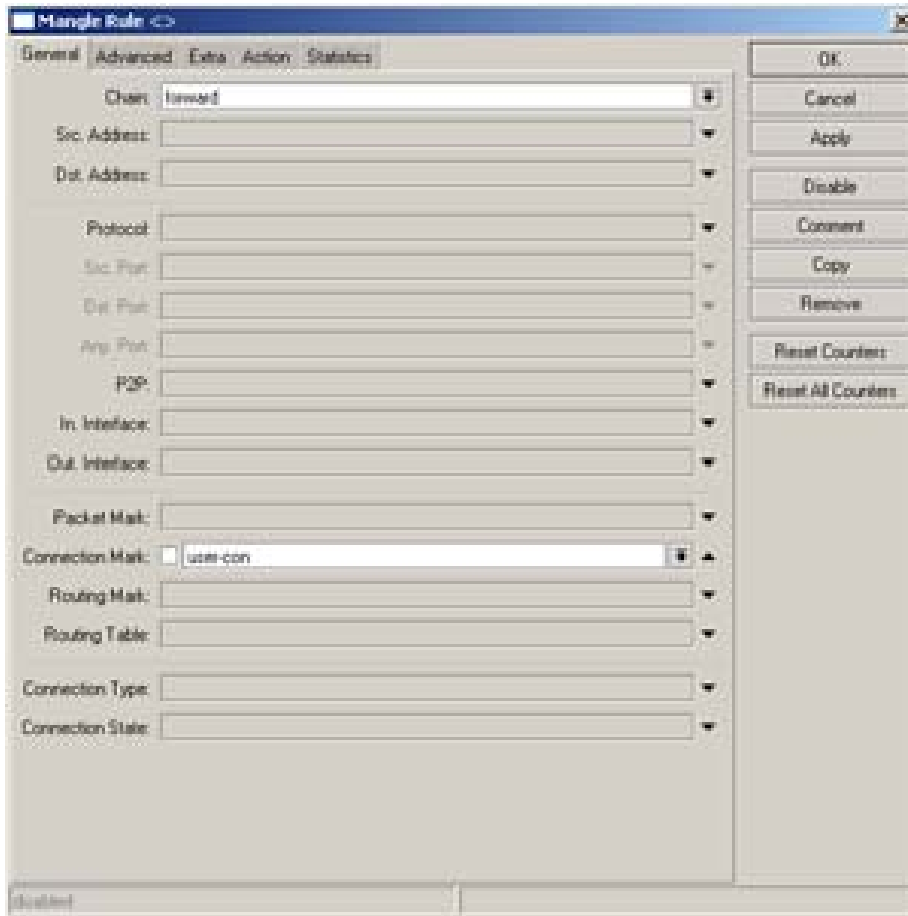 Mangle Rule <>
General Advanced Extra Action Statistics
Chain: forward
Src. Address:
Dst. Address:
Protocol:
Src. Port:
Dst. Port:
Any. Port:
P2P:
In. Interface:
Out. Interface:
Packet Mark:
Connection Mark: user-con
Routing Mark:
Routing Table:
Connection Type:
Connection State:
OK
Cancel
Apply
Disable
Comment
Copy
Remove
Reset Counters
Reset All Counters
disabled